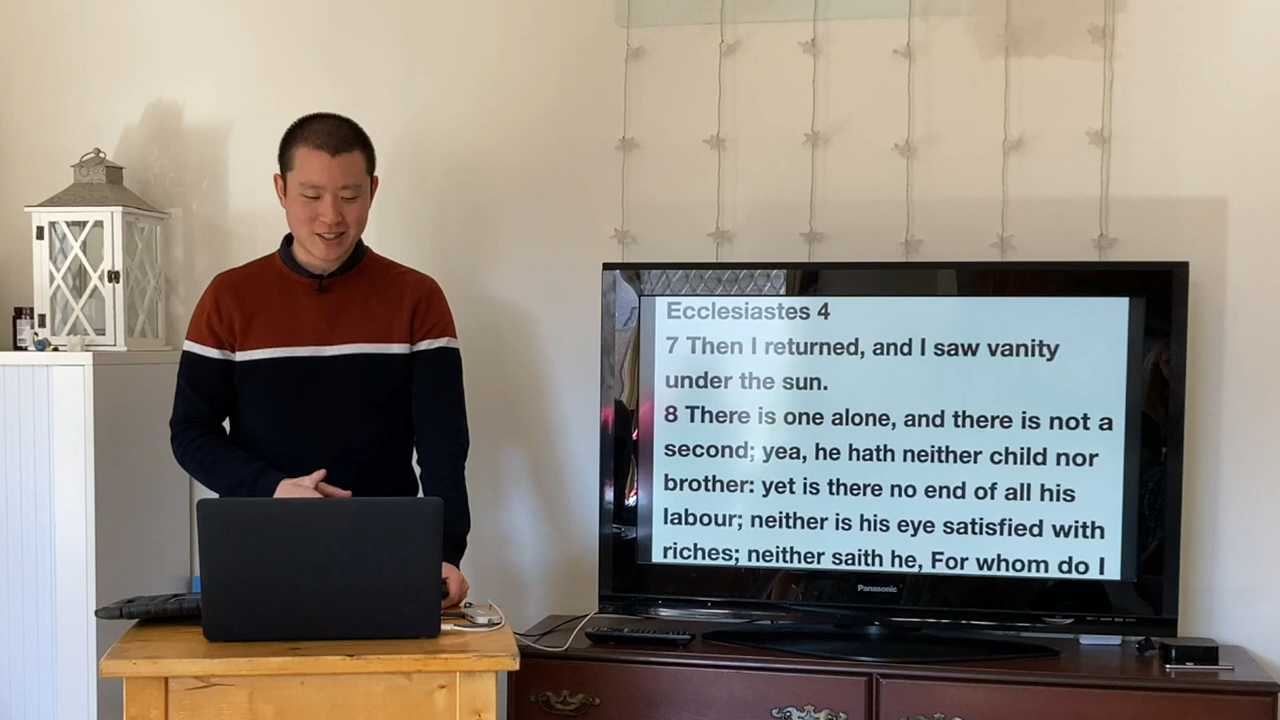 Ecclesiastes 4
7 Then I returned, and I saw vanity
under the sun.
8 There is one alone, and there is not a
second; yea, he hath neither child nor
brother: yet is there no end of all his
labour; neither is his eye satisfied with
riches; neither saith he, For whom do I
Panasonic